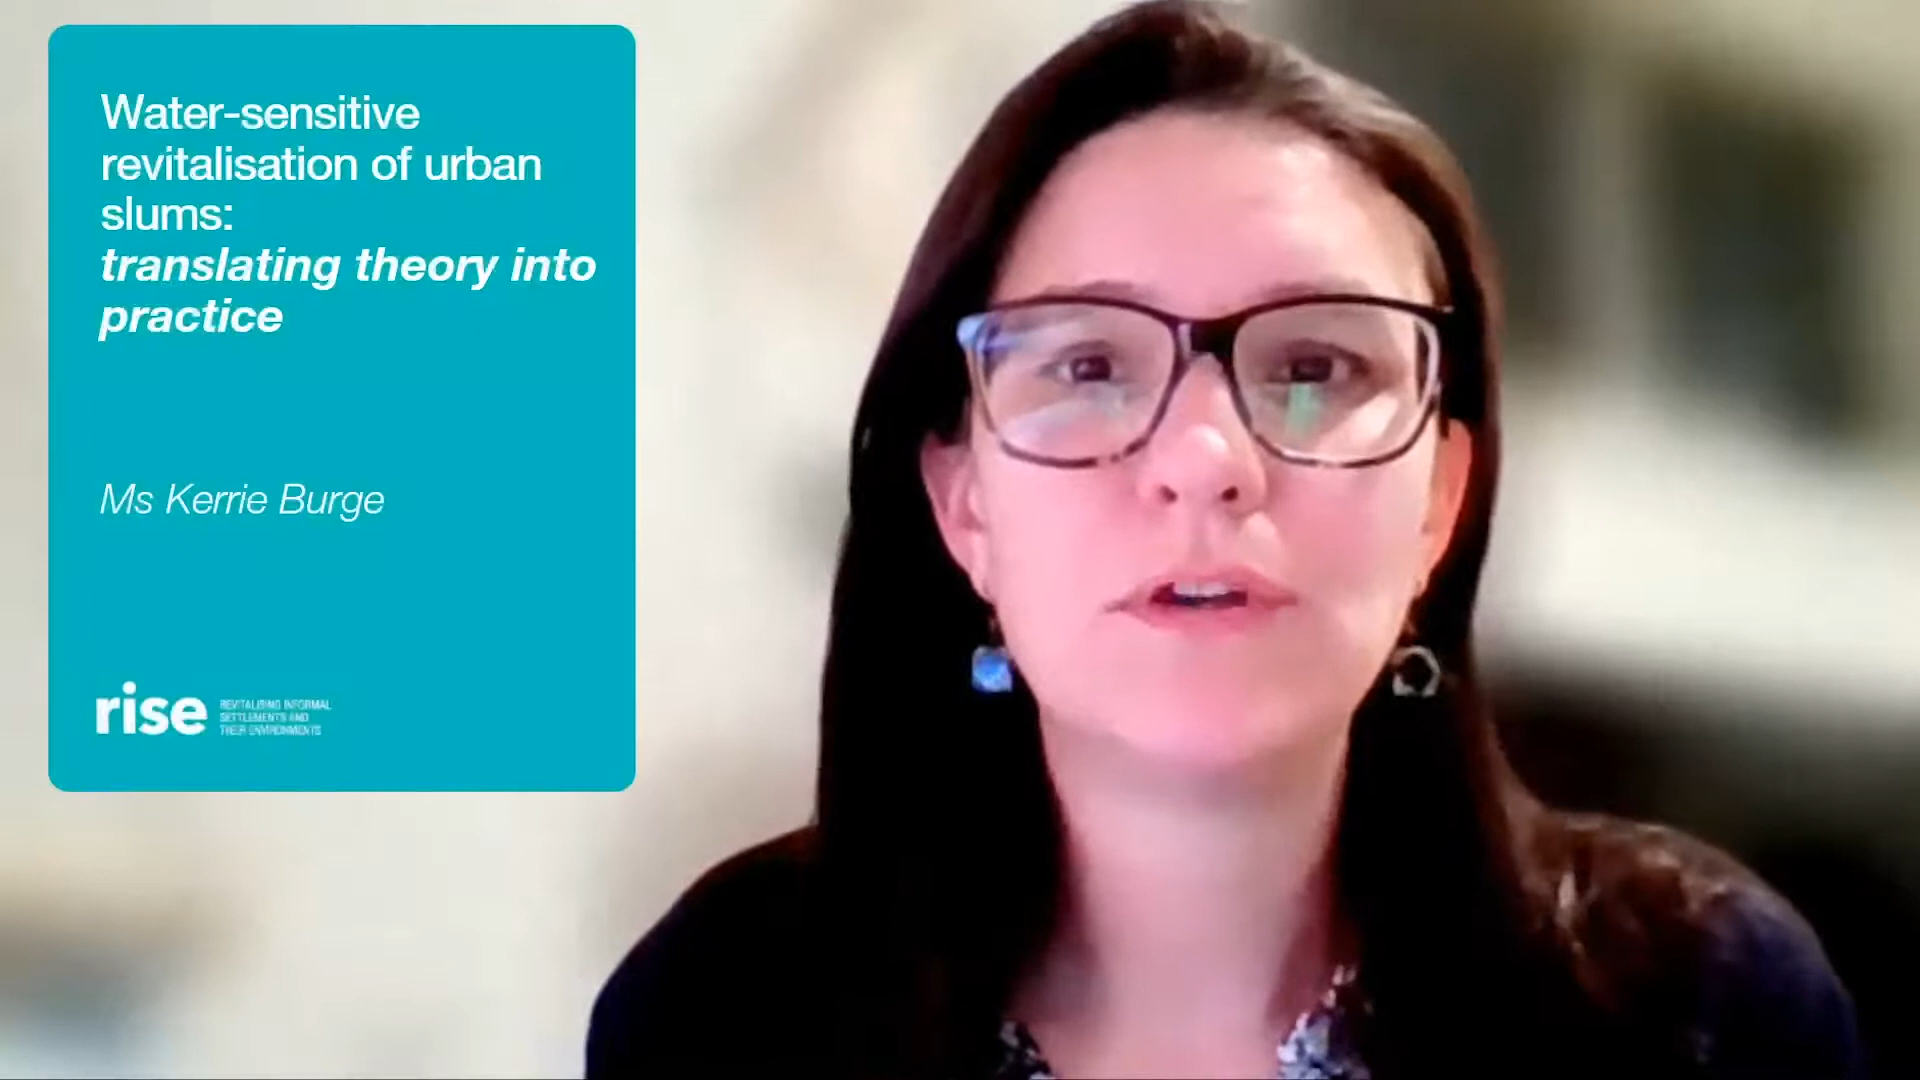 Water-sensitive
revitalisation of urban
slums:
translating theory into
practice
Ms Kerrie Burge
rise
REVITALISING INFORMAL
SETTLEMENTS AND
THEIR ENVIRONMENTS